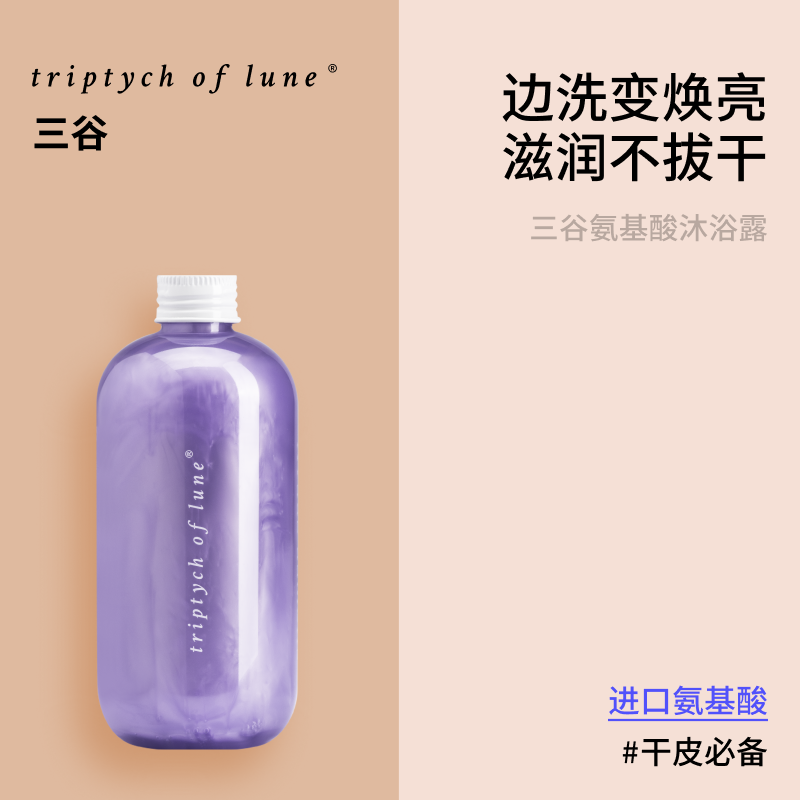 triptych of lune®
三谷
边洗变焕亮
滋润不拔干
三谷氨基酸沐浴露
triptych of lune®
进口氨基酸
#干皮必备